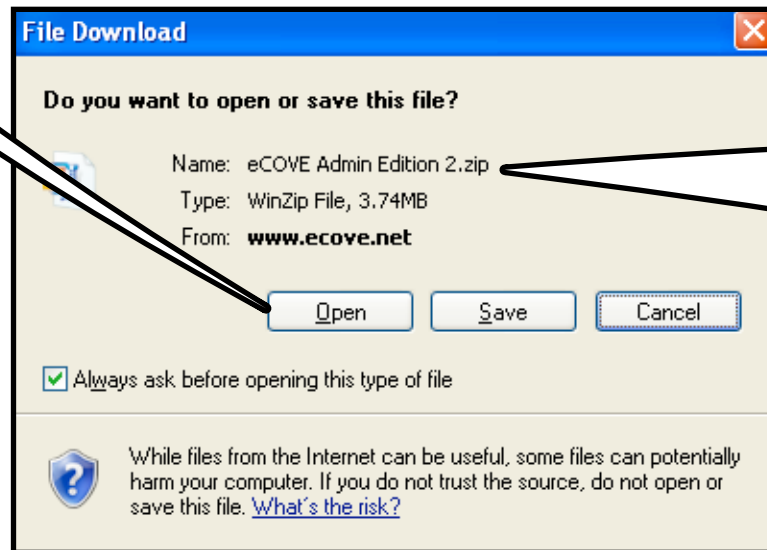 File Download
Do you want to open or save this file?
Name: eCOVE Admin Edition 2.zip
Type: WinZip File, 3.74MB
From: www.ecove.net
Open Save Cancel
Always ask before opening this type of file
While files from the Internet can be useful, some files can potentially
harm your computer. If you do not trust the source, do not open or
save this file. What's the risk?